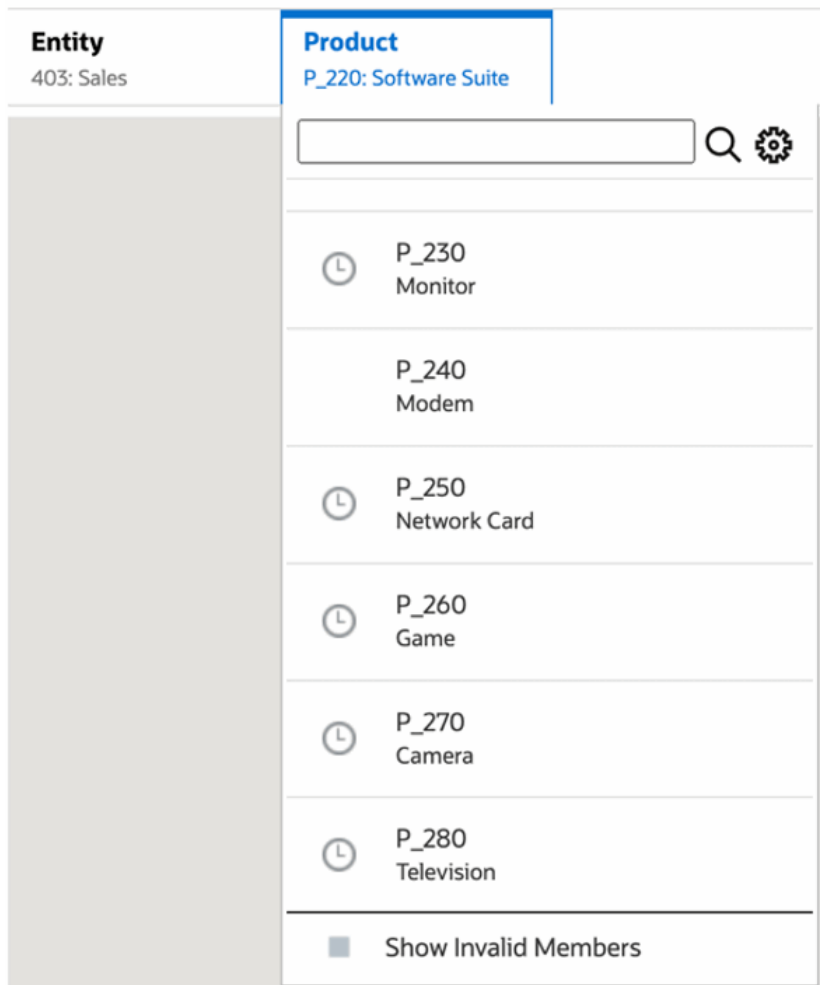 Entity
403: Sales
Product
P_220: Software Suite
P_230
Monitor
P_240
Modem
P_250
Network Card
P_260
Game
P_270
Camera
P_280
Television
Show Invalid Members